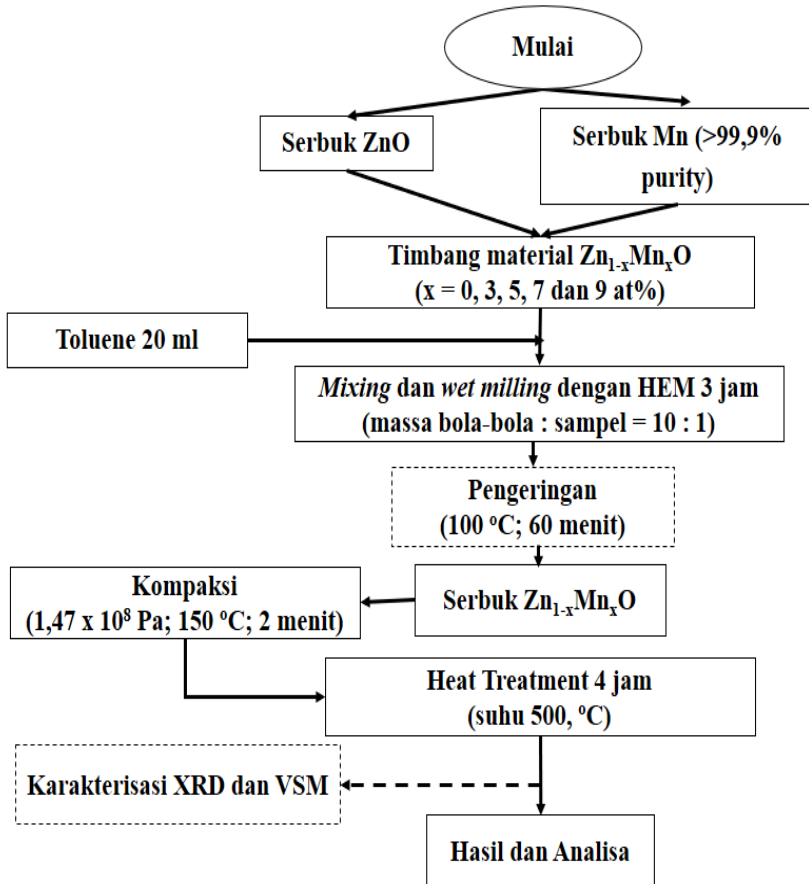 Mulai
Serbuk ZnO
Serbuk Mn (>99,9%
purity)
Timbang material Zn₁₋ₓMnₓO
(x = 0, 3, 5, 7 dan 9 at%)
Toluene 20 ml
Mixing dan wet milling dengan HEM 3 jam
(massa bola-bola : sampel = 10 : 1)
Pengeringan
(100 ºC; 60 menit)
Serbuk Zn₁₋ₓMnₓO
Kompaksi
(1,47 x 10⁸ Pa; 150 ºC; 2 menit)
Heat Treatment 4 jam
(suhu 500, ºC)
Karakterisasi XRD dan VSM
Hasil dan Analisa